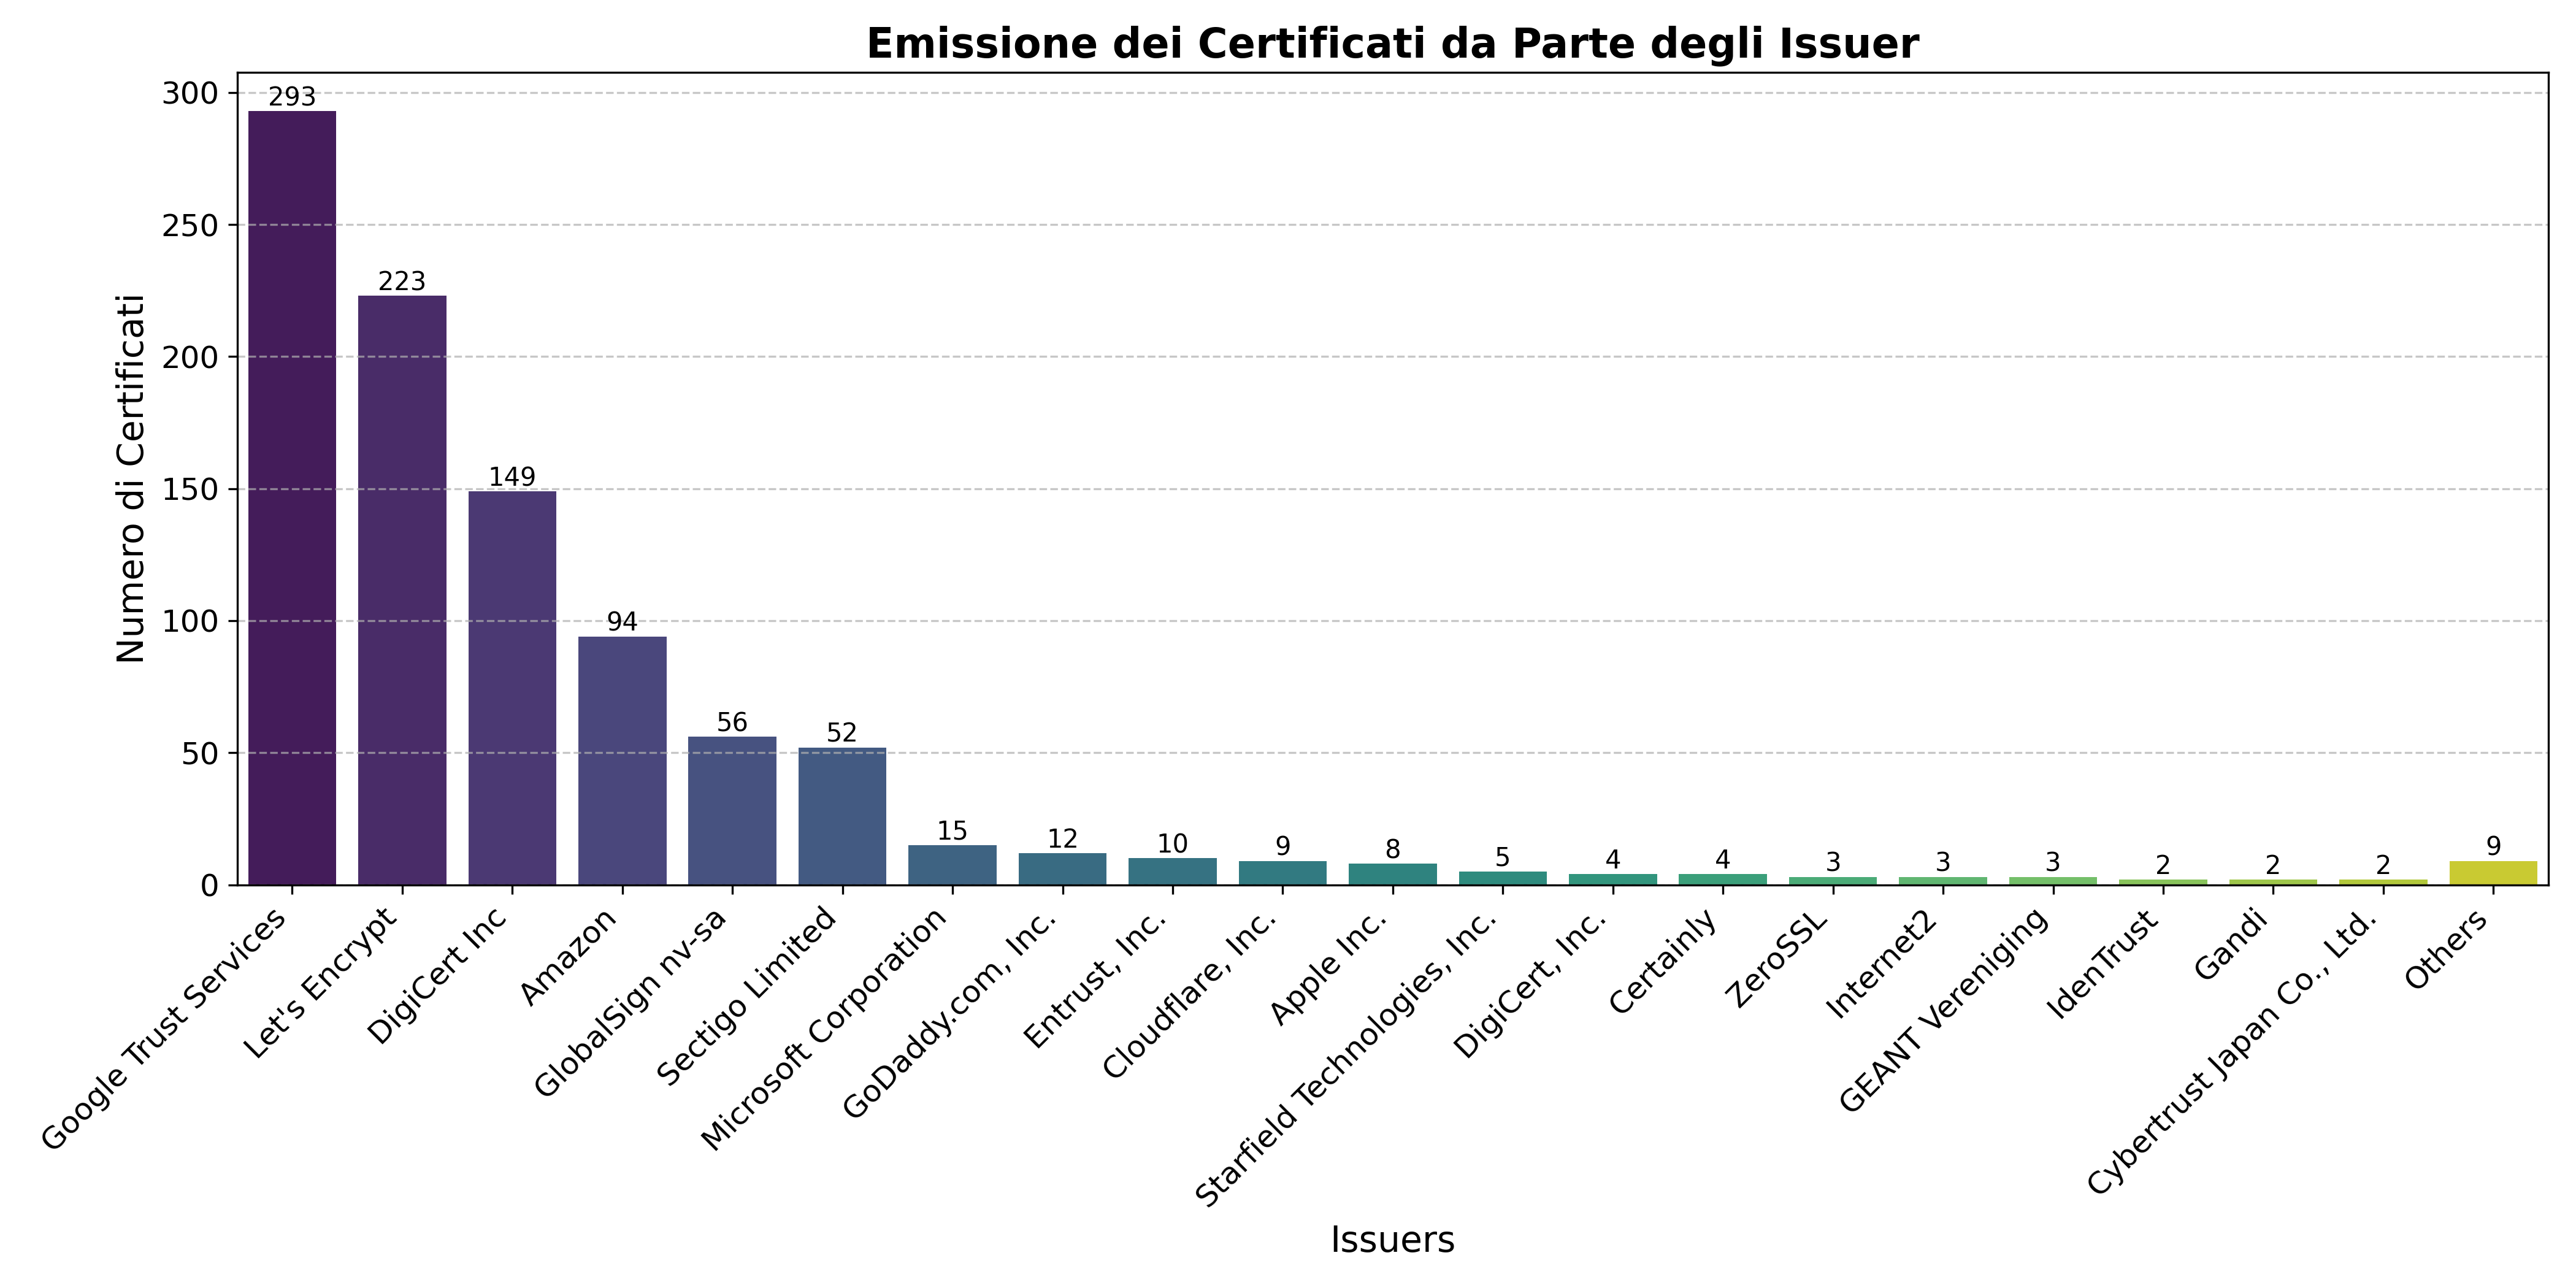 Emissione dei Certificati da Parte degli Issuer
Numero di Certificati
300
250
200
150
100
50
0
293
223
149
94
56
52
15
12
10
9
8
5
4
4
3
3
3
2
2
2
9
Google Trust Services
Let's Encrypt
DigiCert Inc
Amazon
GlobalSign nv-sa
Sectigo Limited
Microsoft Corporation
GoDaddy.com, Inc.
Entrust, Inc.
Cloudflare, Inc.
Apple Inc.
Starfield Technologies, Inc.
DigiCert, Inc.
Certainly
ZeroSSL
Internet2
GEANT Vereniging
IdenTrust
Gandi
Cybertrust Japan Co., Ltd.
Others
Issuers